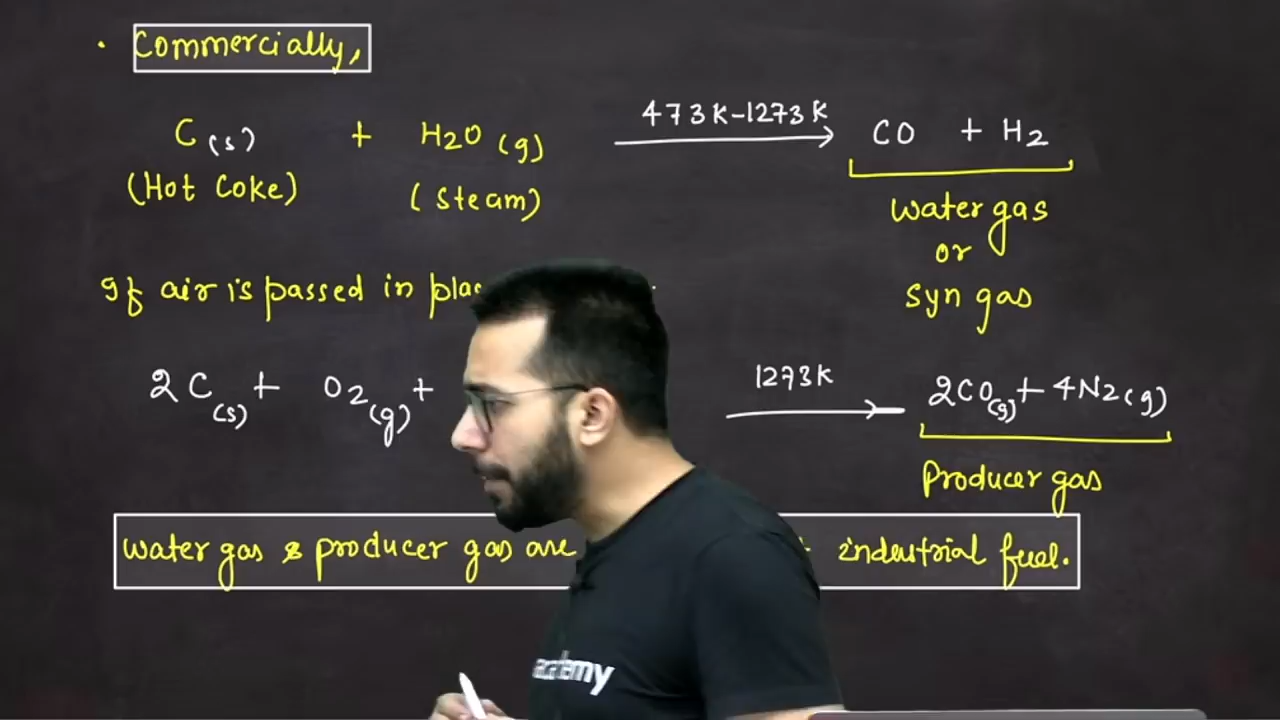 • Commercially,
C(s) + H2O(g) 473K-1273K CO + H2
(Hot Coke) (Steam)
water gas
or
syn gas
If air is passed in
2C(s) + O2(g) + 1273K 2CO(g) + 4N2(g)
Producer gas
water gas & producer gas are industrial fuel.
academy